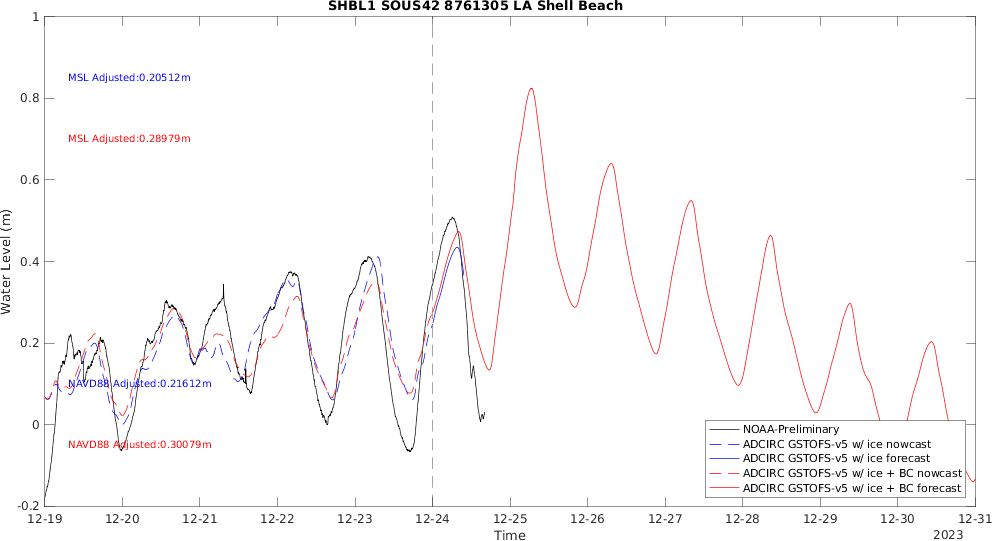 SHBL1 SOUS42 8761305 LA Shell Beach
Water Level (m)
1
0.8
0.6
0.4
0.2
0
-0.2
MSL Adjusted:0.20512m
MSL Adjusted:0.28979m
NAVD88 Adjusted:0.21612m
NAVD88 Adjusted:0.30079m
NOAA-Preliminary
ADCIRC GSTOFS-v5 w/ ice nowcast
ADCIRC GSTOFS-v5 w/ ice forecast
ADCIRC GSTOFS-v5 w/ ice + BC nowcast
ADCIRC GSTOFS-v5 w/ ice + BC forecast
12-19 12-20 12-21 12-22 12-23 12-24 12-25 12-26 12-27 12-28 12-29 12-30 12-31
Time
2023